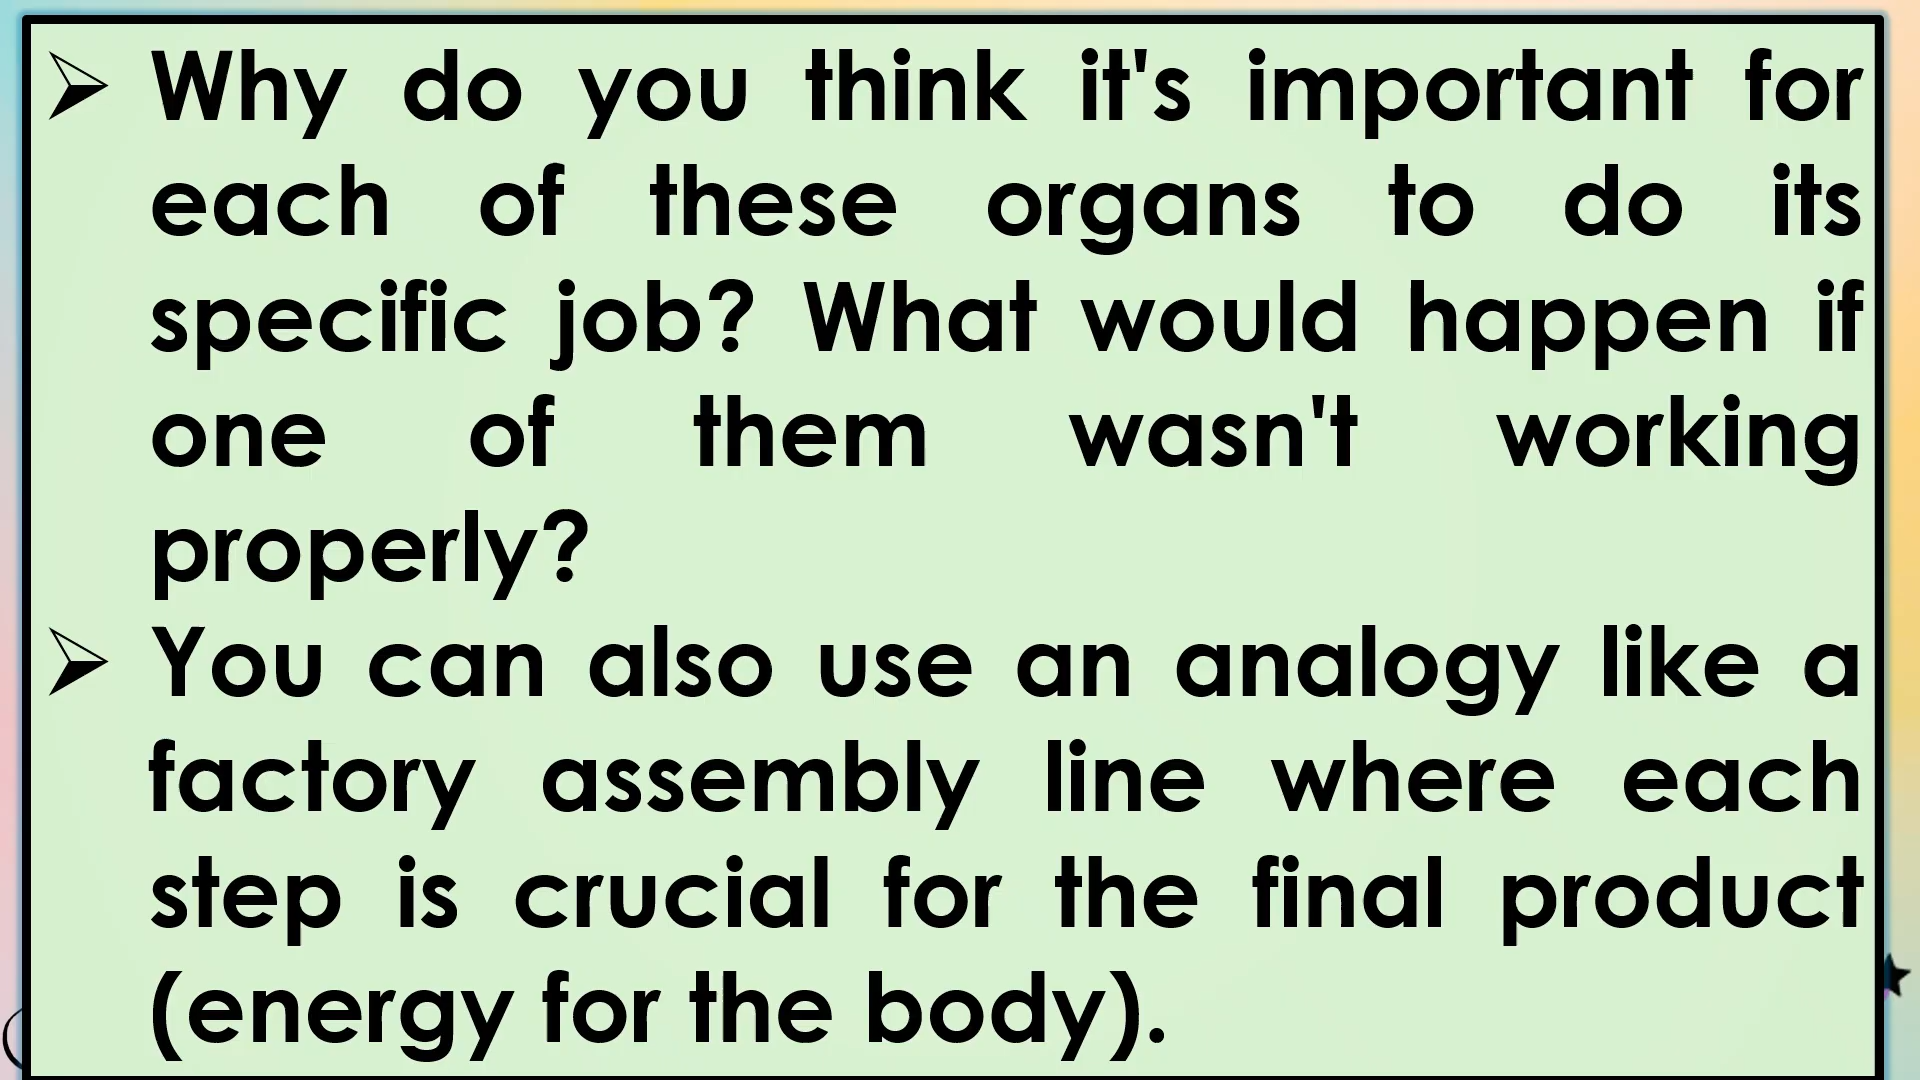 ➢ Why do you think it's important for
each of these organs to do its
specific job? What would happen if
one of them wasn't working
properly?
➢ You can also use an analogy like a
factory assembly line where each
step is crucial for the final product
(energy for the body).